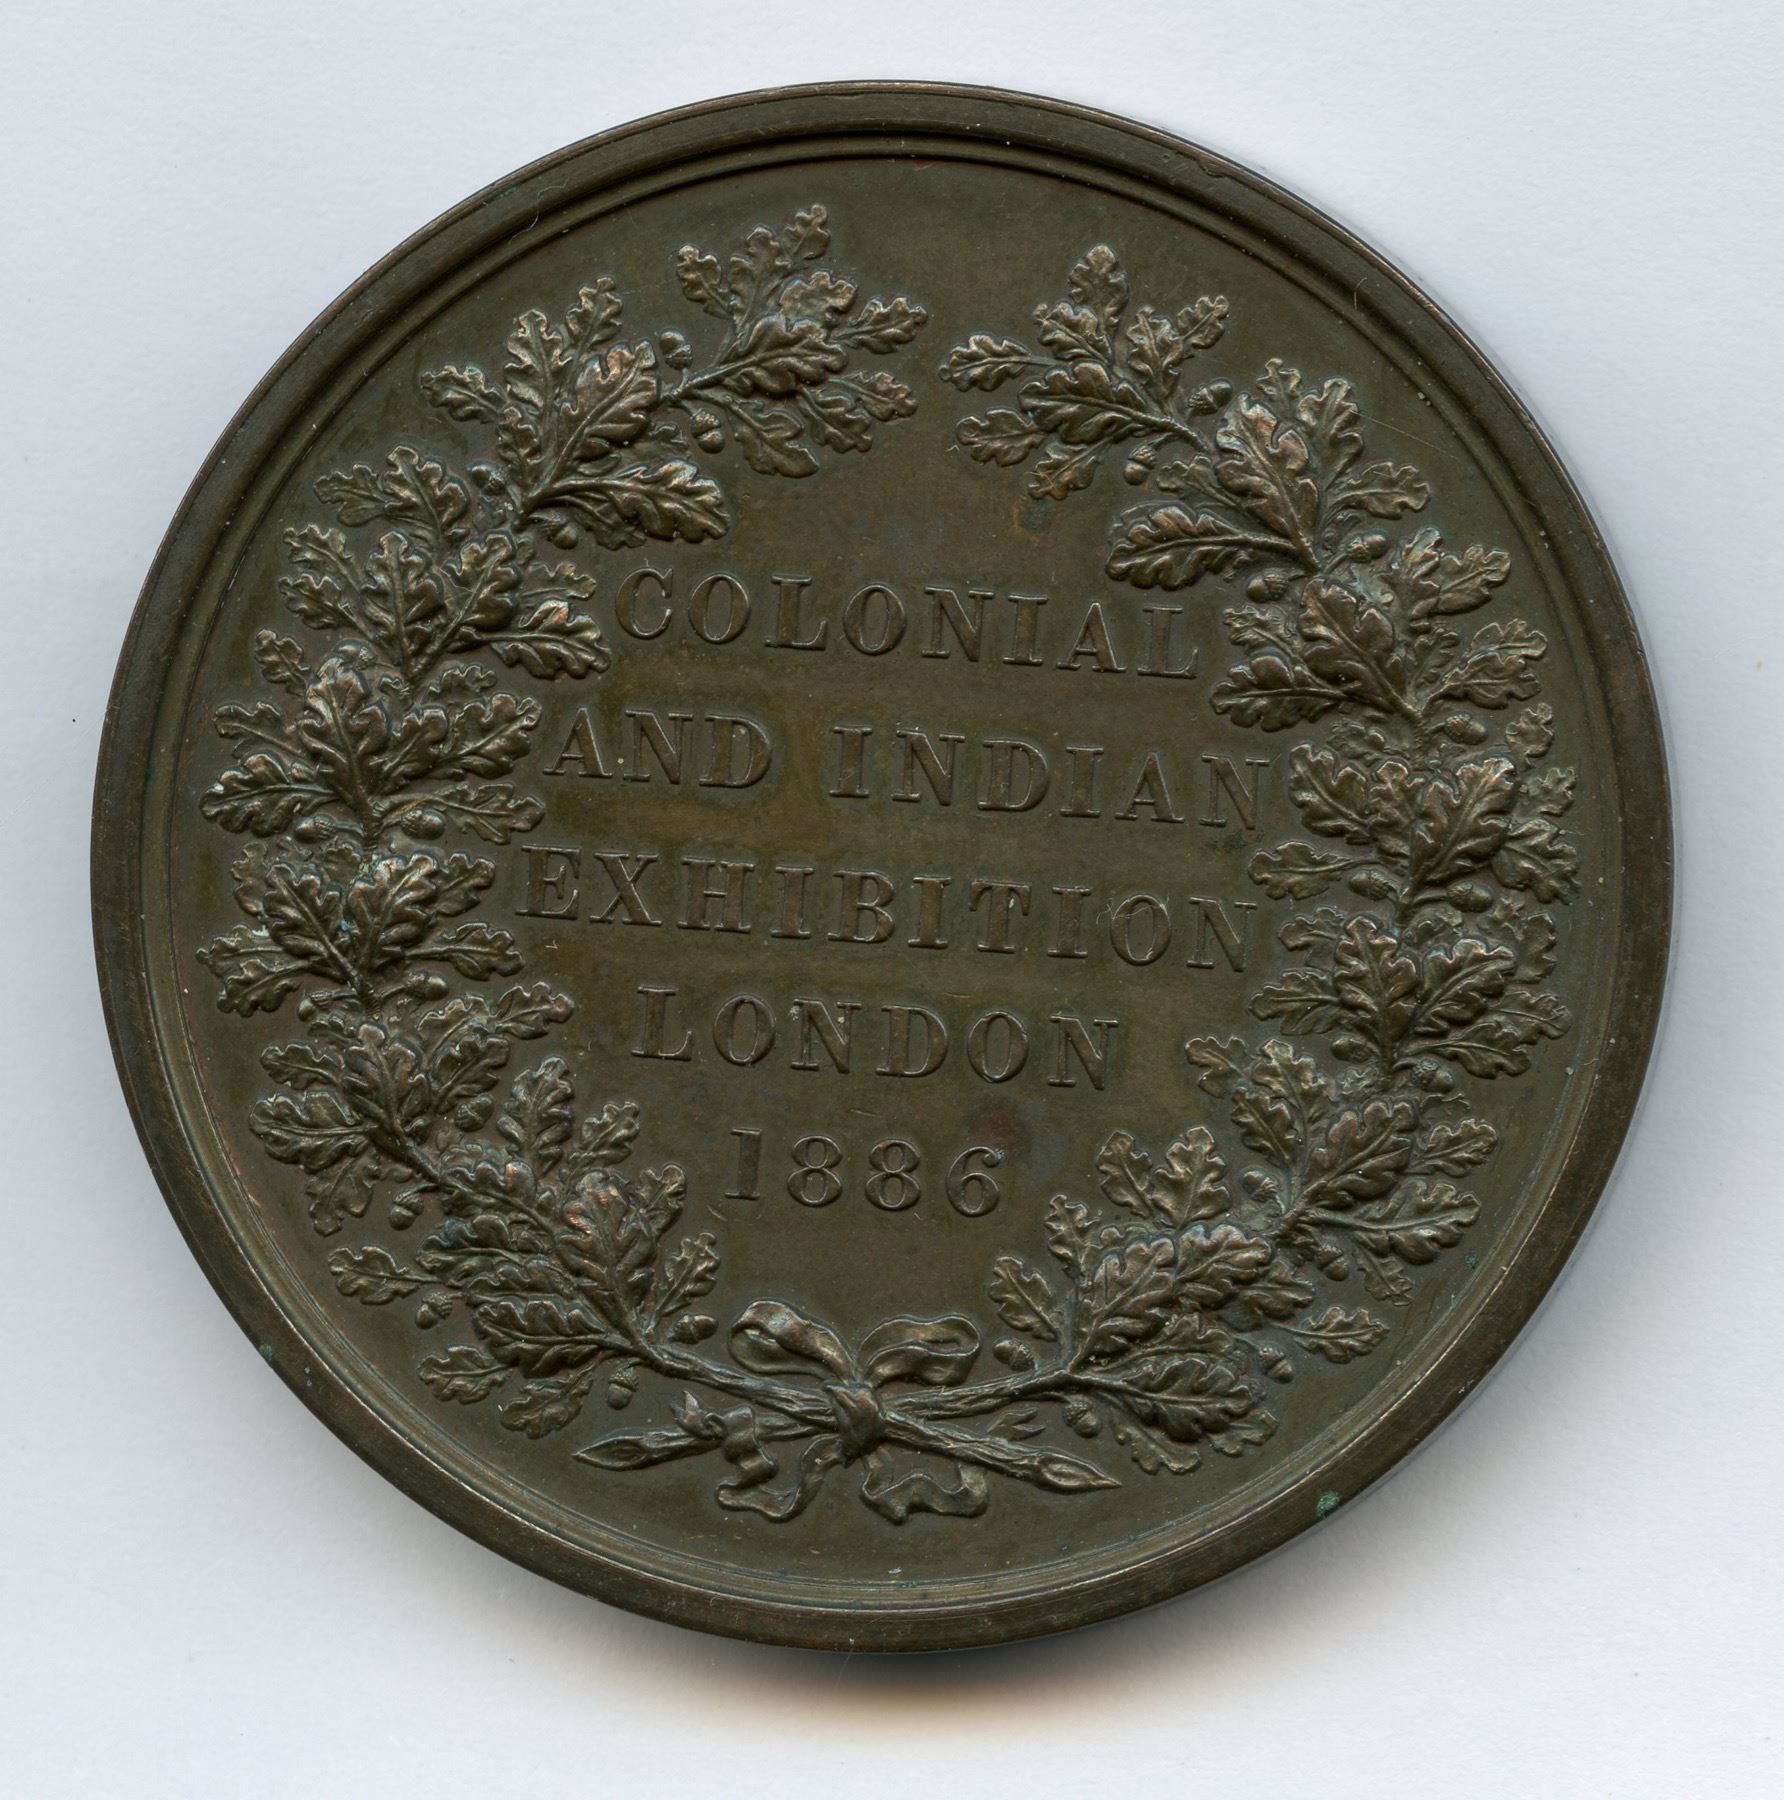 COLONIAL
AND INDIAN
EXHIBITION
LONDON
1886